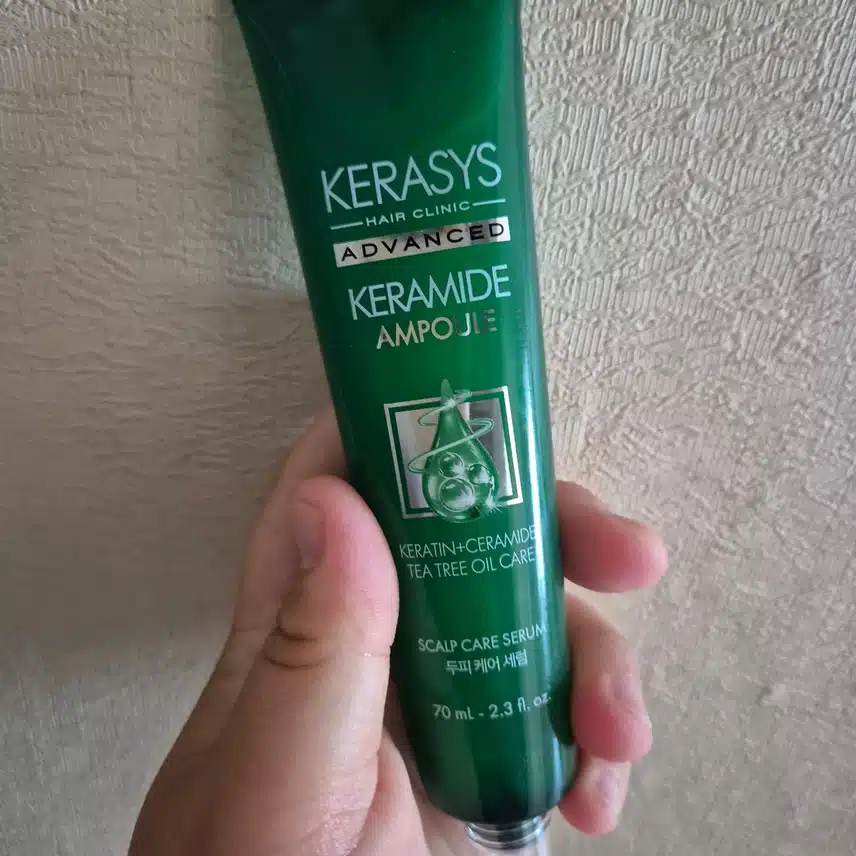 KERASYS
HAIR CLINIC
ADVANCED
KERAMIDE
AMPOULE
KERATIN+CERAMIDE
TEA TREE OIL CARE
SCALP CARE SERUM
두피 케어 세럼
70 mL - 2.3 fl. oz.